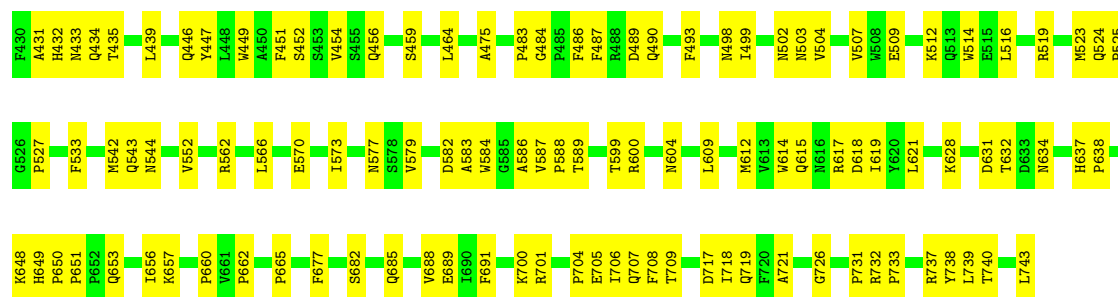 F430 A431 H432 N433 Q434 T435 L439 Q446 Y447 L448 W449 A450 F451 S452 S453 V454 S455 Q456 S459 L464 A475 P483 G484 P485 F486 F487 R488 D489 Q490 F493 N498 I499 N502 N503 V504 V507 W508 E509 K512 Q513 W514 E515 L516 R519 M523 Q524 P525
G526 P527 F533 M542 Q543 N544 V552 R562 L566 E570 I573 N577 S578 V579 D582 A583 W584 G585 A586 V587 P588 T589 T599 R600 N604 L609 M612 V613 W614 Q615 N616 R617 D618 I619 Y620 L621 K628 D631 T632 D633 N634 H637 P638
K648 H649 P650 P651 P652 Q653 I656 K657 P660 V661 P662 P665 F677 S682 Q685 V688 E689 I690 F691 K700 R701 P704 E705 I706 Q707 F708 T709 D717 I718 Q719 F720 A721 G726 P731 R732 P733 R737 Y738 L739 T740 L743